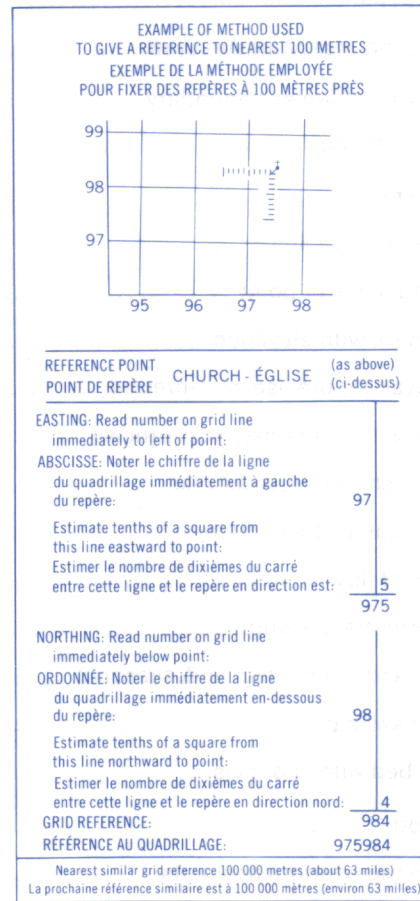 EXAMPLE OF METHOD USED
TO GIVE A REFERENCE TO NEAREST 100 METRES
EXEMPLE DE LA MÉTHODE EMPLOYÉE
POUR FIXER DES REPÈRES À 100 MÈTRES PRÈS
99
98
97
95 96 97 98
REFERENCE POINT
POINT DE REPÈRE
CHURCH - ÉGLISE
(as above)
(ci-dessus)
EASTING: Read number on grid line
immediately to left of point:
ABSCISSE: Noter le chiffre de la ligne
du quadrillage immédiatement à gauche
du repère: 97
Estimate tenths of a square from
this line eastward to point:
Estimer le nombre de dixièmes du carré
entre cette ligne et le repère en direction est: 5
975
NORTHING: Read number on grid line
immediately below point:
ORDONNÉE: Noter le chiffre de la ligne
du quadrillage immédiatement en-dessous
du repère: 98
Estimate tenths of a square from
this line northward to point:
Estimer le nombre de dixièmes du carré
entre cette ligne et le repère en direction nord: 4
GRID REFERENCE: 984
RÉFÉRENCE AU QUADRILLAGE: 975984
Nearest similar grid reference 100 000 metres (about 63 miles)
La prochaine référence similaire est à 100 000 mètres (environ 63 milles)